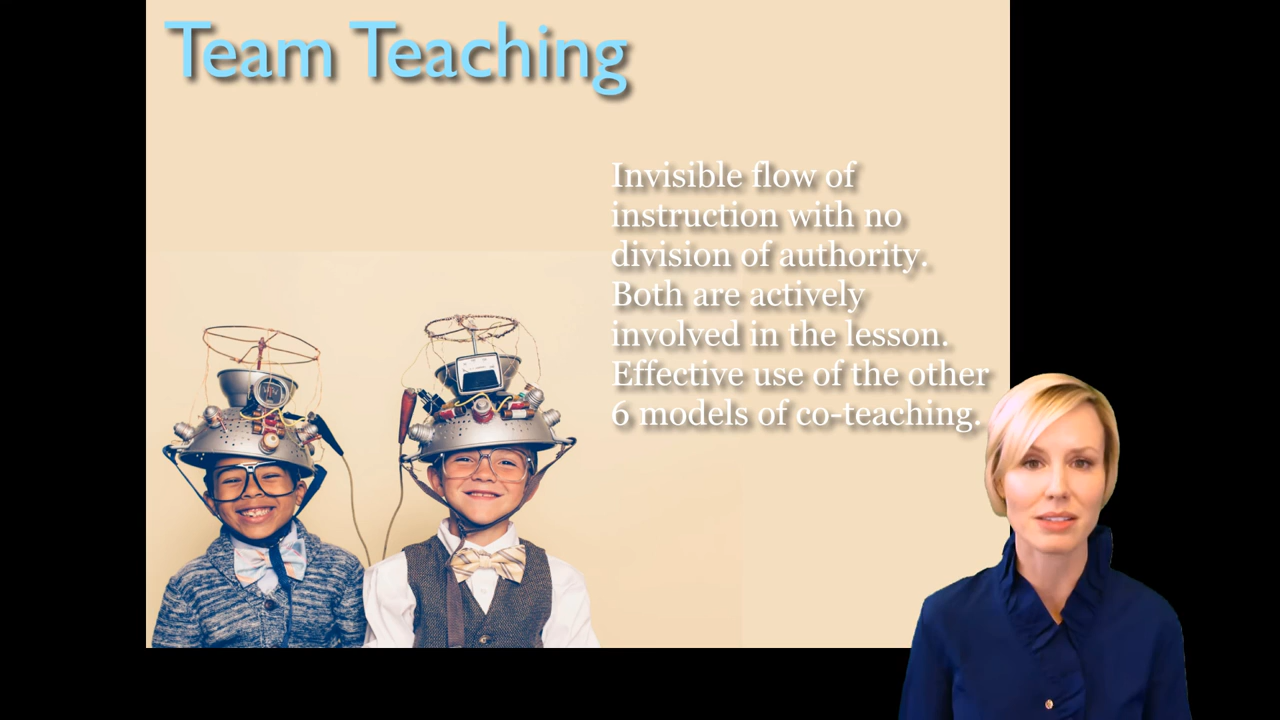 Team Teaching
Invisible flow of
instruction with no
division of authority.
Both are actively
involved in the lesson.
Effective use of the other
6 models of co-teaching.